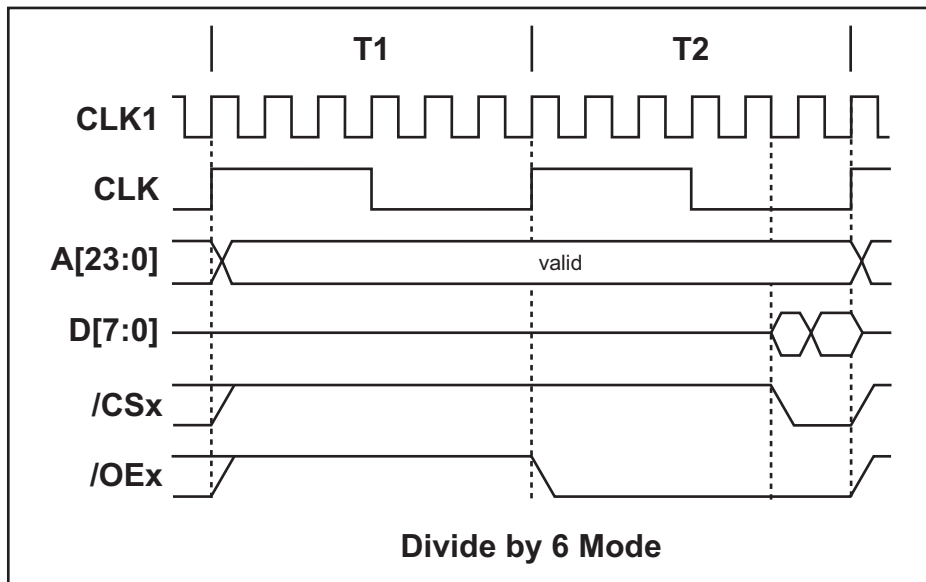 T1 T2
CLK1
CLK
A[23:0] valid
D[7:0]
/CSx
/OEx
Divide by 6 Mode